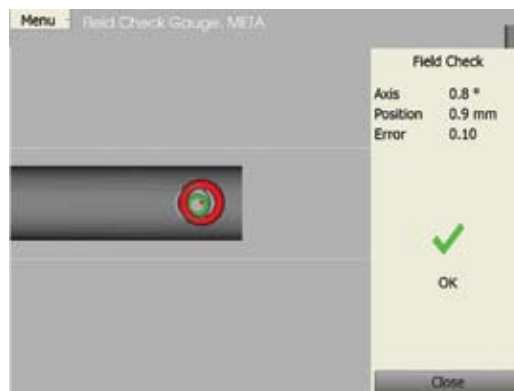 Menu Field Check Gauge, META
Field Check
Axis 0.8 °
Position 0.9 mm
Error 0.10
OK
Close